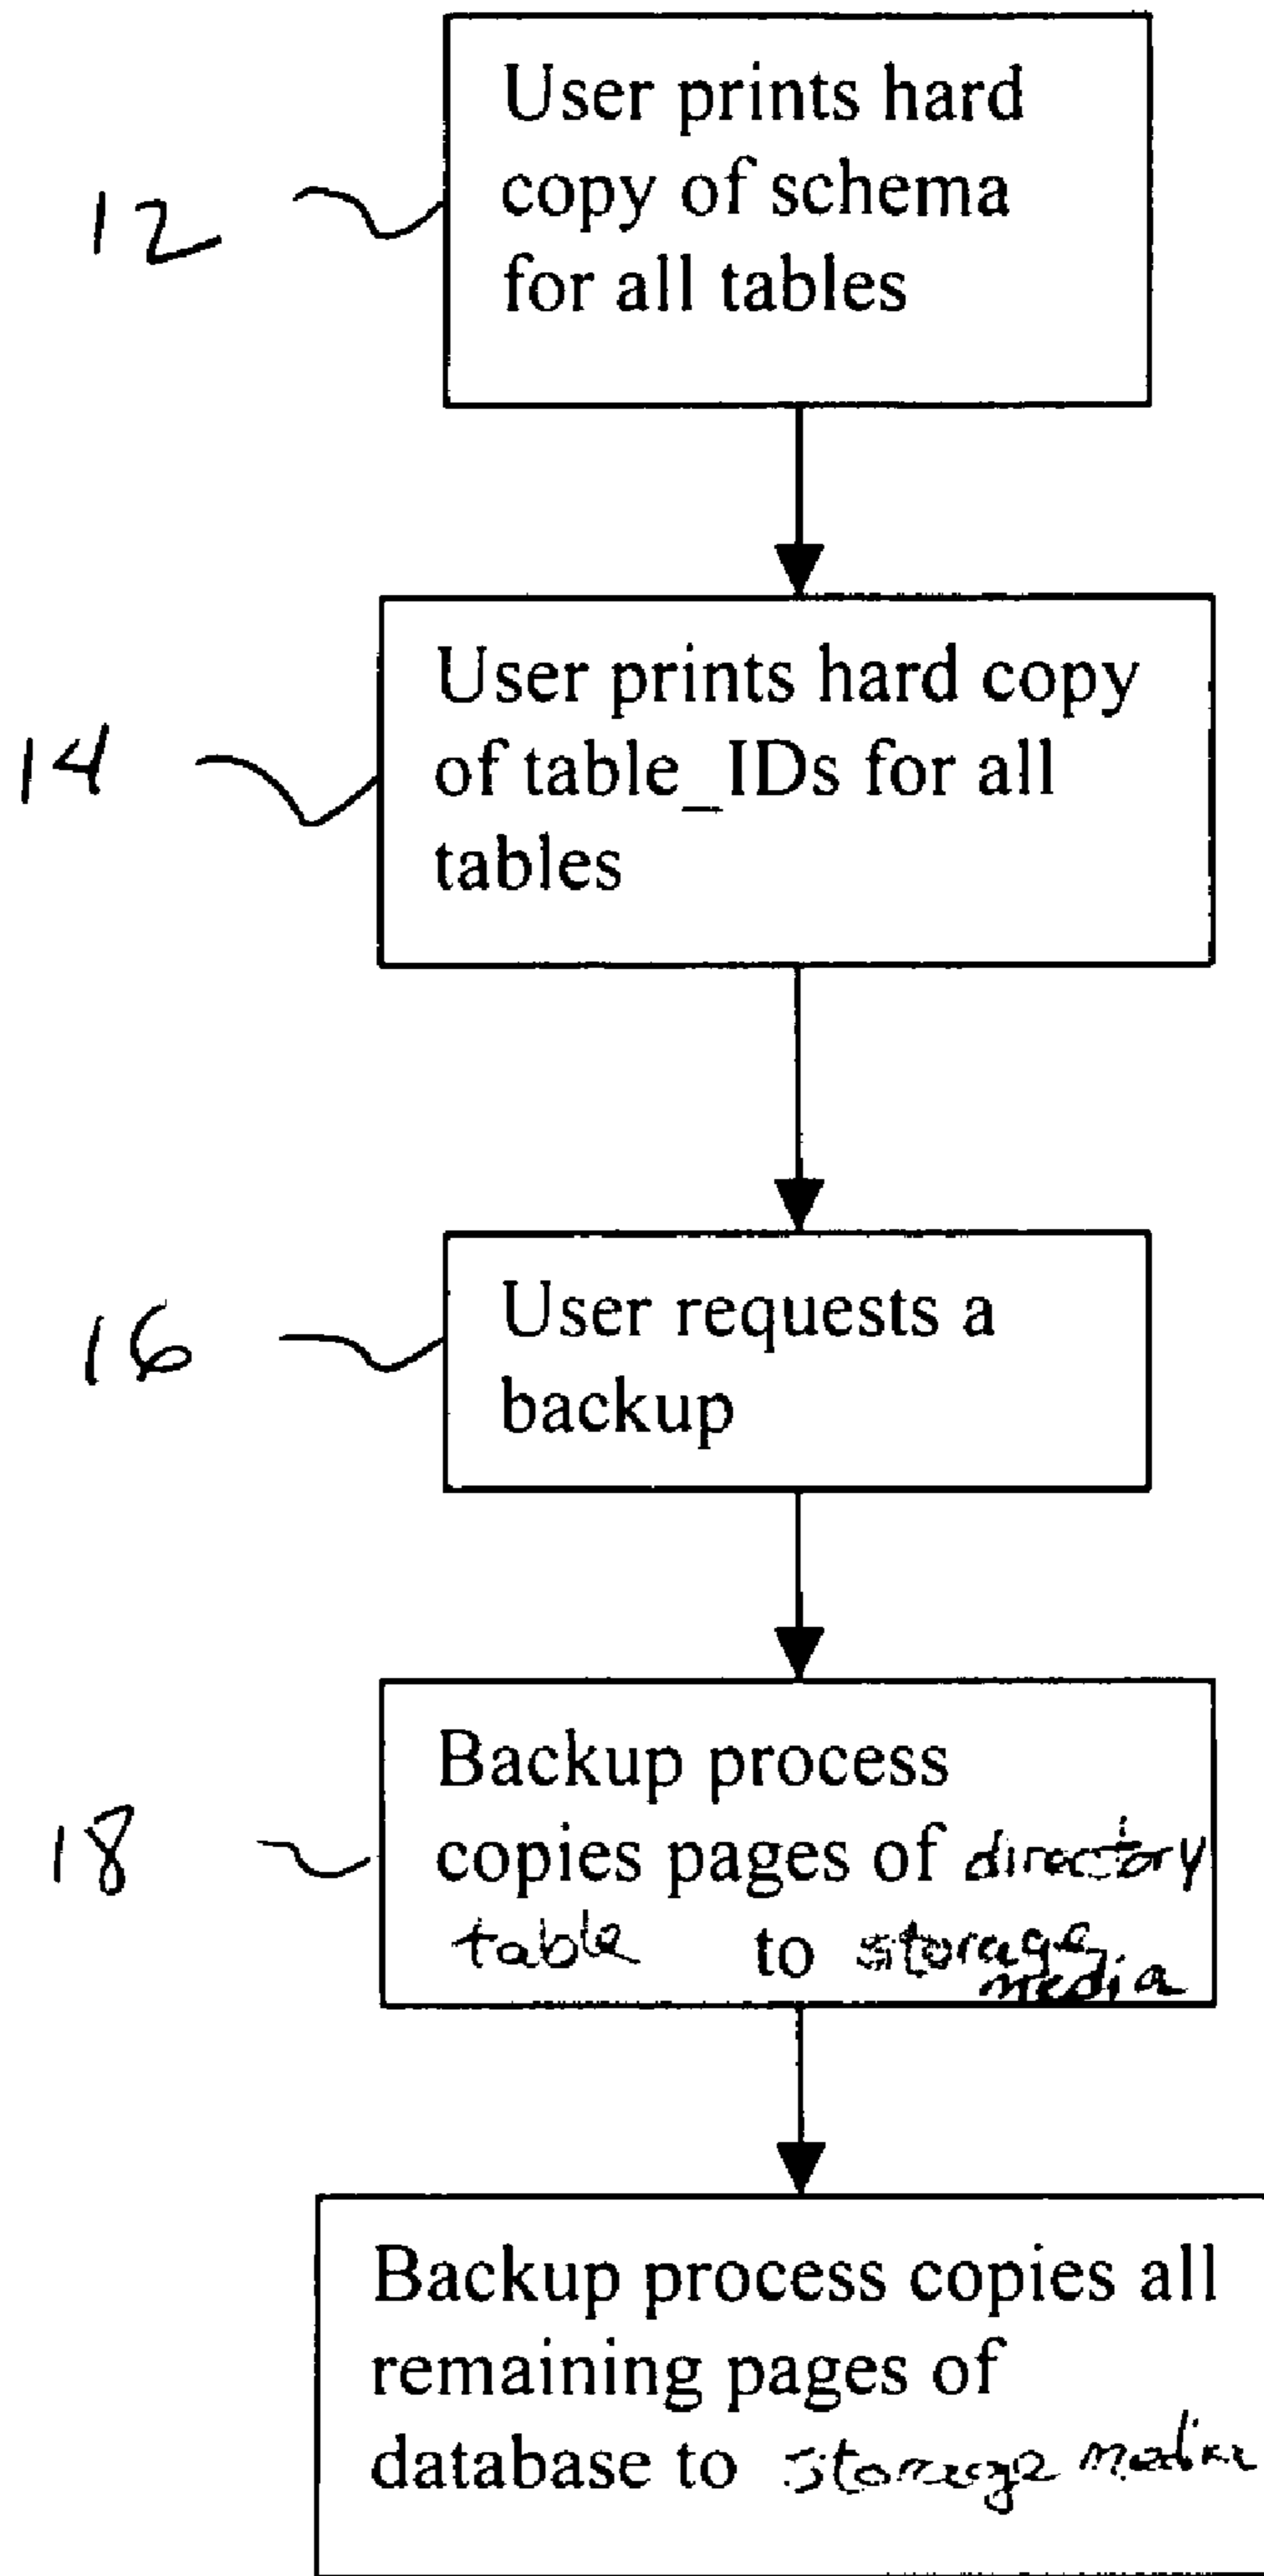 User prints hard
copy of schema
for all tables
12
User prints hard copy
of table_IDs for all
tables
14
User requests a
backup
16
Backup process
copies pages of directory
table to storage
media
18
Backup process copies all
remaining pages of
database to storage media